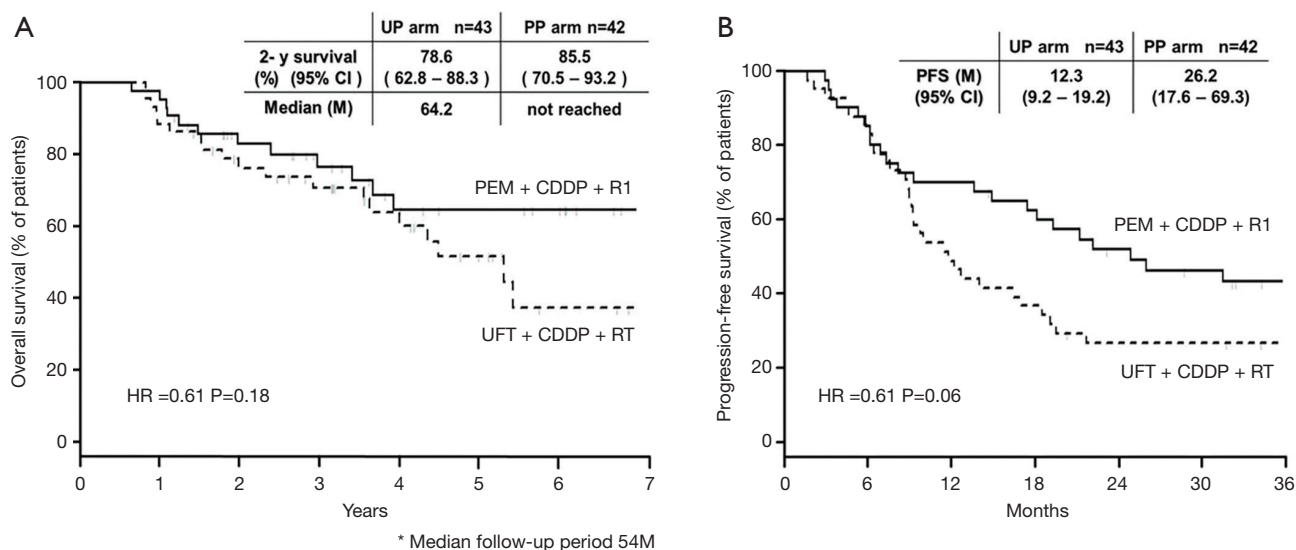 A
UP arm n=43 PP arm n=42
2- y survival 78.6 85.5
(%) (95% CI ) ( 62.8 – 88.3 ) ( 70.5 – 93.2 )
Median (M) 64.2 not reached
Overall survival (% of patients)
100
80
60
40
20
0
PEM + CDDP + R1
UFT + CDDP + RT
HR =0.61 P=0.18
0 1 2 3 4 5 6 7
Years
* Median follow-up period 54M
B
UP arm n=43 PP arm n=42
PFS (M) 12.3 26.2
(95% CI) (9.2 – 19.2) (17.6 – 69.3)
Progression-free survival (% of patients)
100
80
60
40
20
0
PEM + CDDP + R1
UFT + CDDP + RT
HR =0.61 P=0.06
0 6 12 18 24 30 36
Months